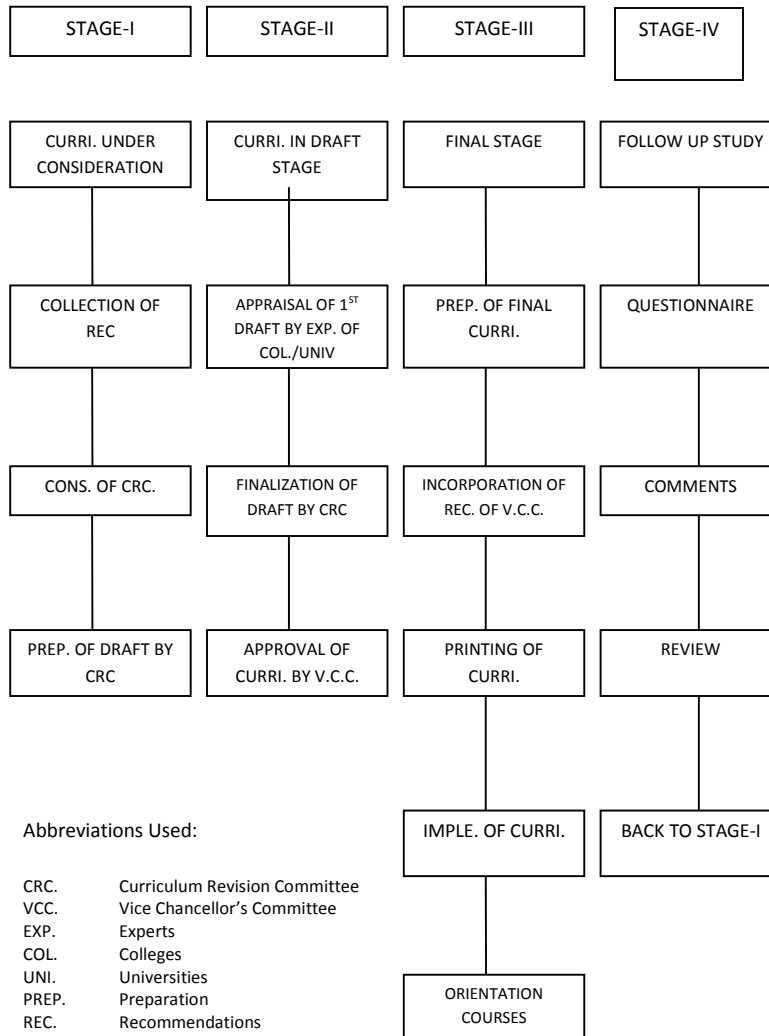 STAGE-I
STAGE-II
STAGE-III
STAGE-IV
CURRI. UNDER
CONSIDERATION
CURRI. IN DRAFT
STAGE
FINAL STAGE
FOLLOW UP STUDY
COLLECTION OF
REC
APPRAISAL OF 1ST
DRAFT BY EXP. OF
COL./UNIV
PREP. OF FINAL
CURRI.
QUESTIONNAIRE
CONS. OF CRC.
FINALIZATION OF
DRAFT BY CRC
INCORPORATION OF
REC. OF V.C.C.
COMMENTS
PREP. OF DRAFT BY
CRC
APPROVAL OF
CURRI. BY V.C.C.
PRINTING OF
CURRI.
REVIEW
IMPLE. OF CURRI.
BACK TO STAGE-I
ORIENTATION
COURSES
Abbreviations Used:
CRC. Curriculum Revision Committee
VCC. Vice Chancellor’s Committee
EXP. Experts
COL. Colleges
UNI. Universities
PREP. Preparation
REC. Recommendations